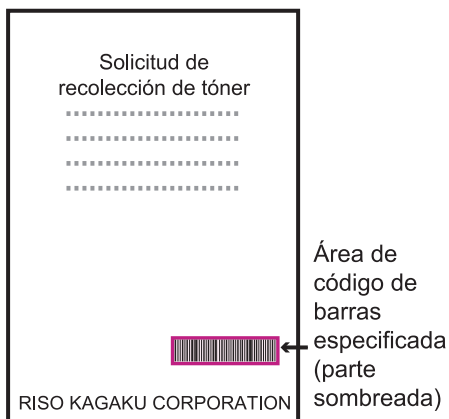 Solicitud de
recolección de tóner
RISO KAGAKU CORPORATION
Área de
código de
barras
especificada
(parte
sombreada)